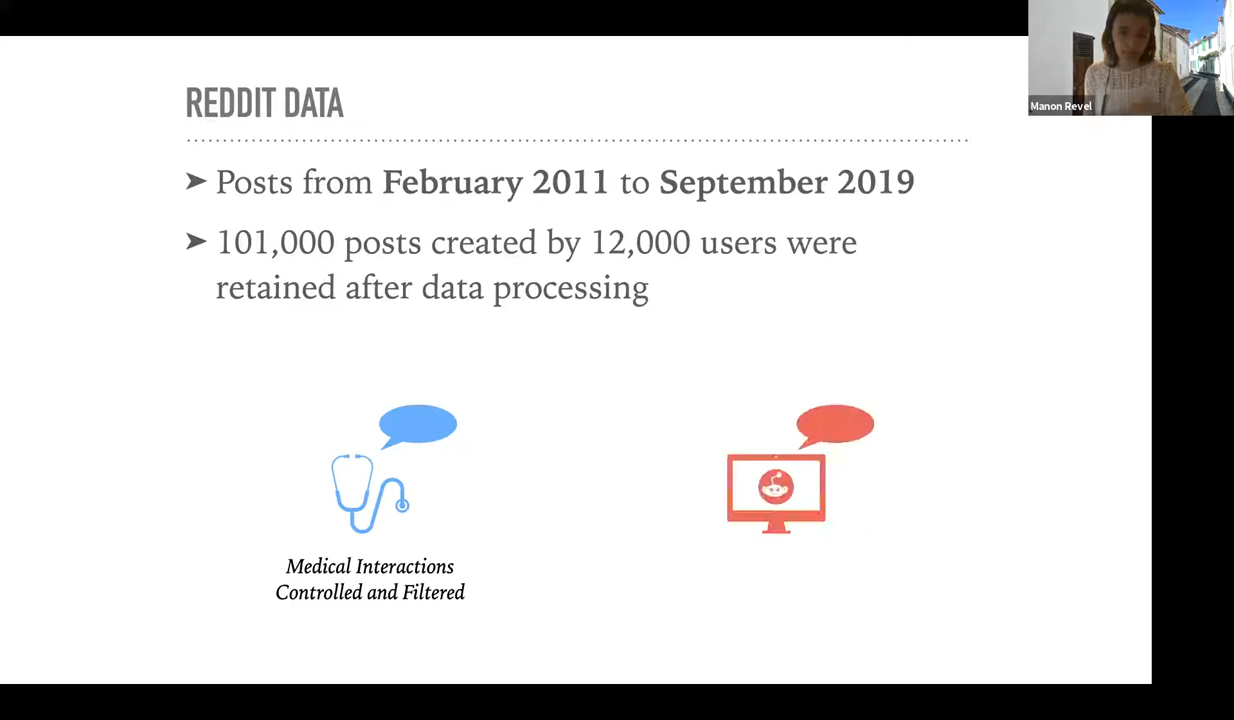 REDDIT DATA
➤ Posts from February 2011 to September 2019
➤ 101,000 posts created by 12,000 users were
retained after data processing
Medical Interactions
Controlled and Filtered
Manon Revel